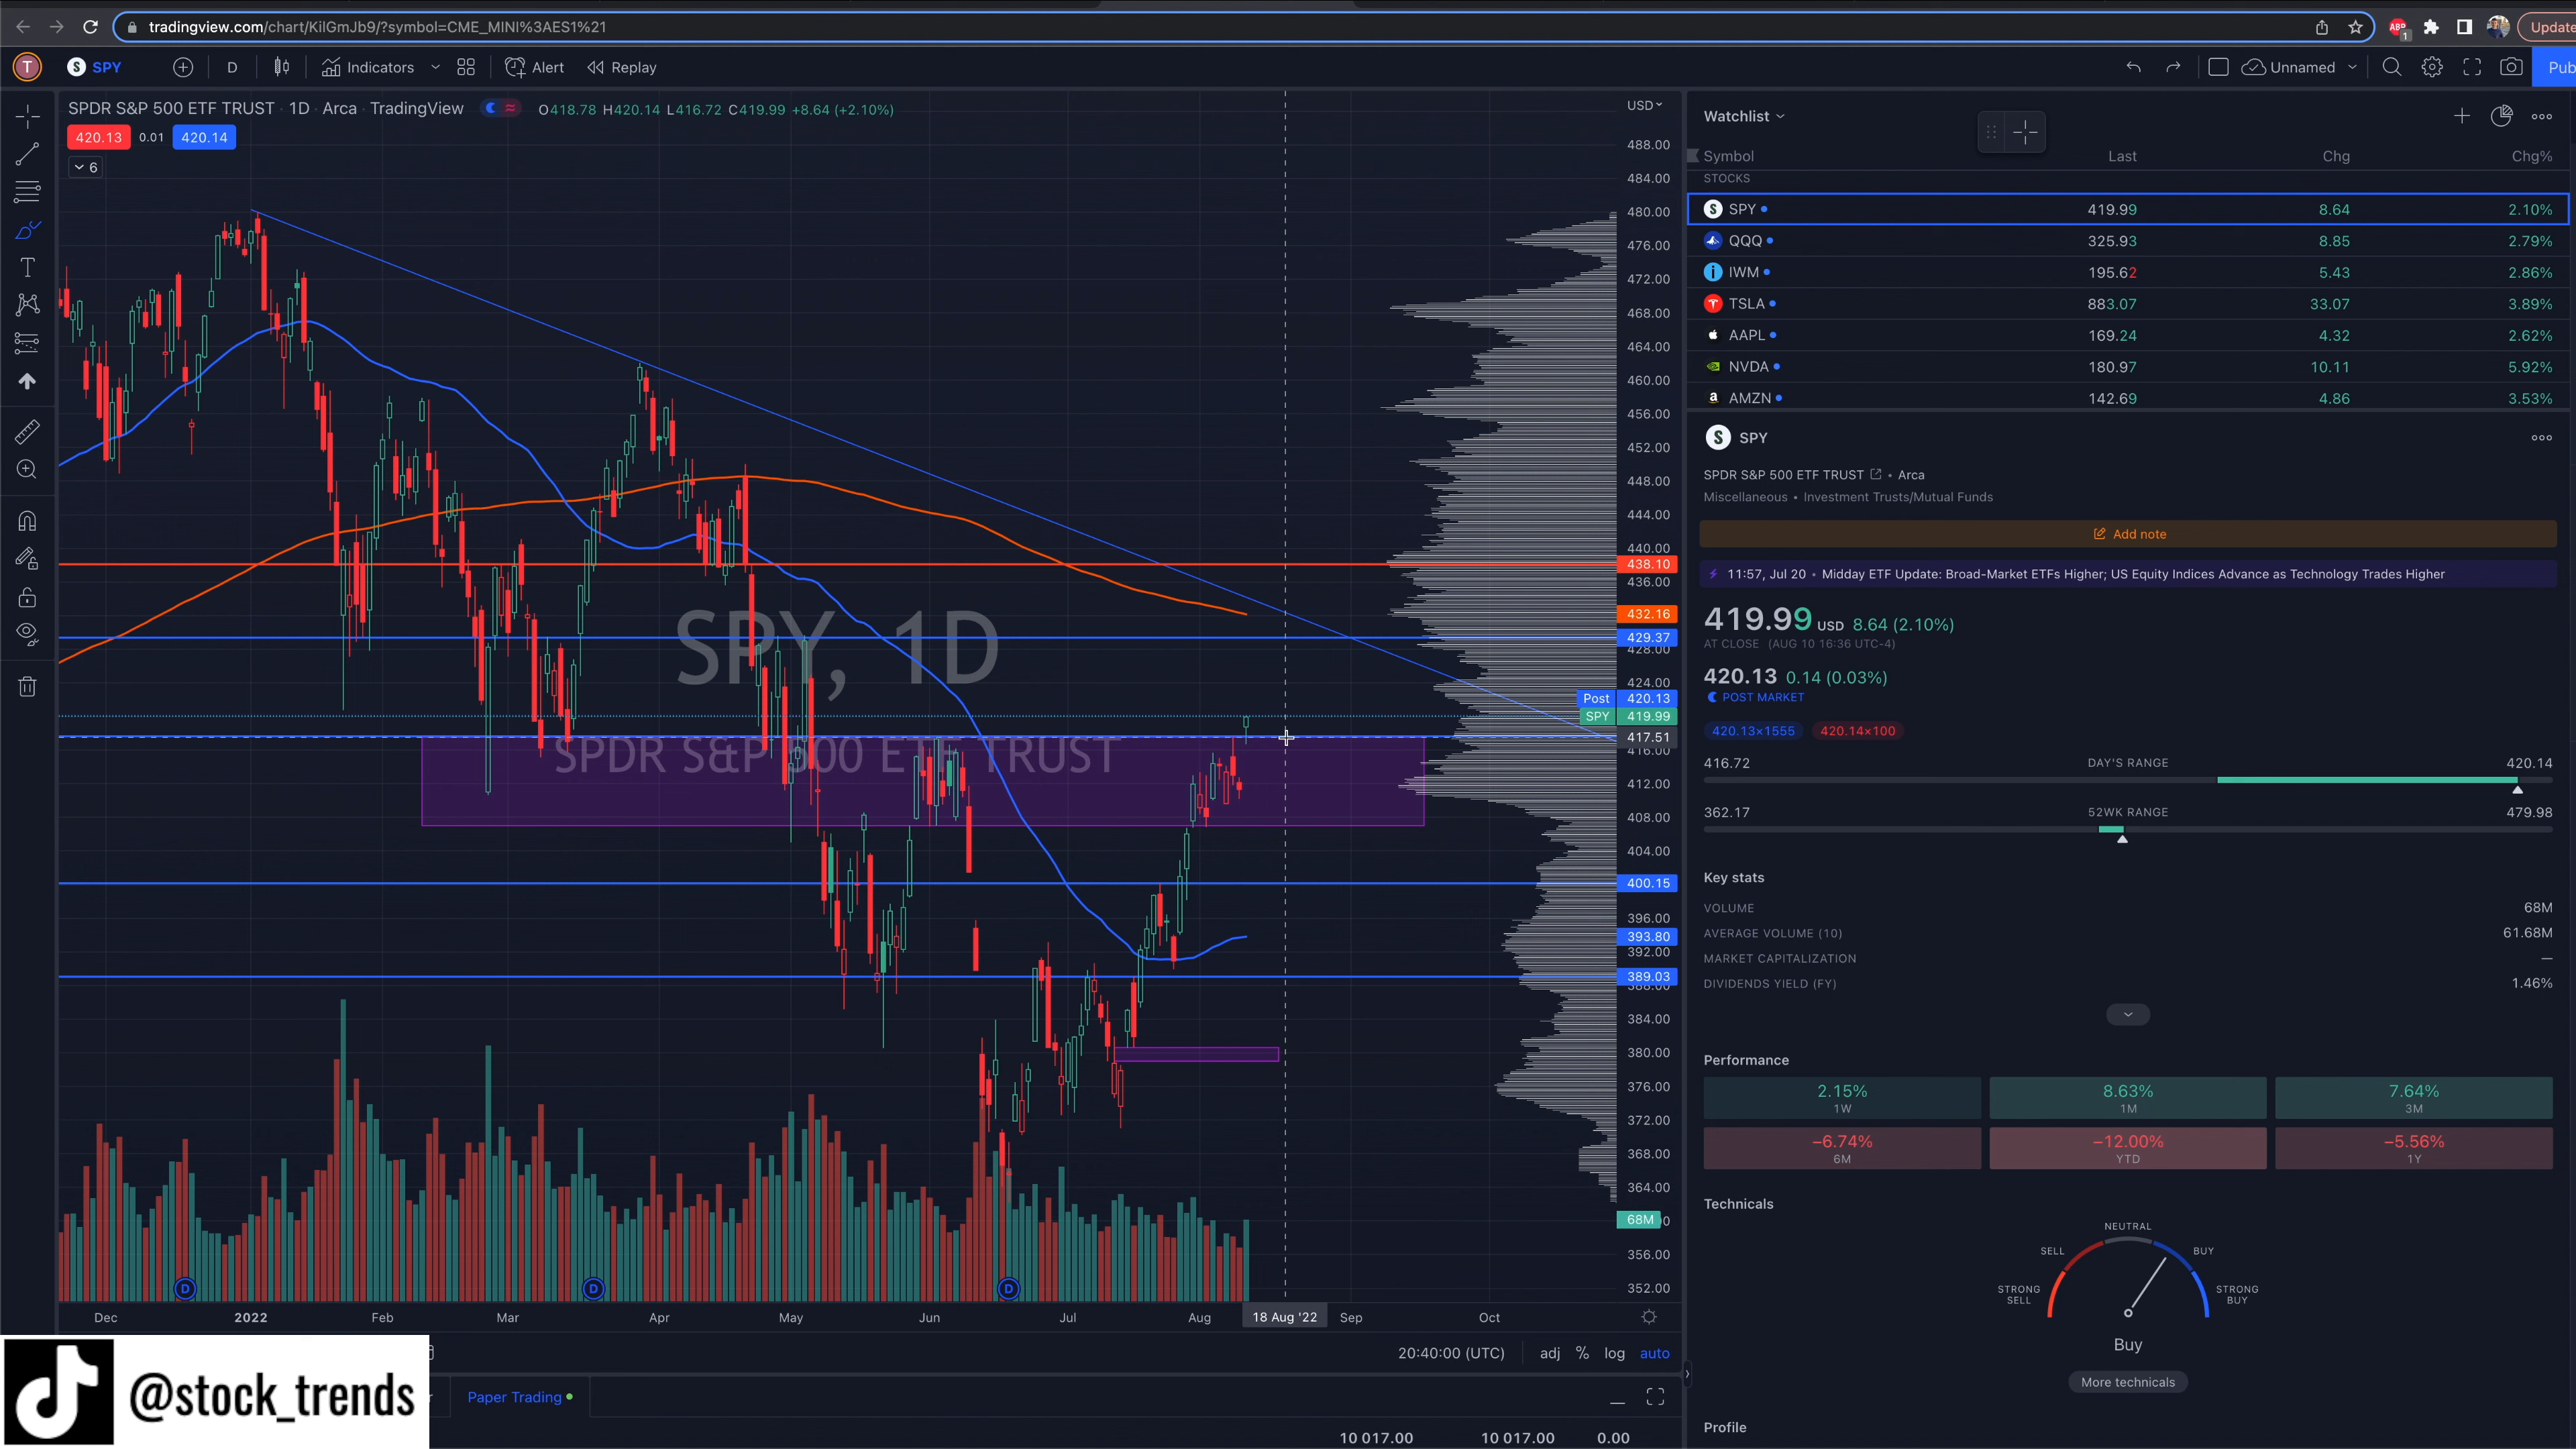 tradingview.com/chart/KilGmJb9/?symbol=CME_MINI%3AES1%21
ABP
1
Update
T
S SPY
D
Indicators
Alert
Replay
Unnamed
Pub
SPDR S&P 500 ETF TRUST · 1D · Arca · TradingView
O418.78 H420.14 L416.72 C419.99 +8.64 (+2.10%)
420.13 0.01 420.14
6
USD
488.00
484.00
480.00
476.00
472.00
468.00
464.00
460.00
456.00
452.00
448.00
444.00
440.00
438.10
436.00
432.16
429.37
428.00
424.00
Post 420.13
SPY 419.99
417.51
416.00
412.00
408.00
404.00
400.15
396.00
393.80
392.00
389.03
388.00
384.00
380.00
376.00
372.00
368.00
364.00
68M
356.00
352.00
SPY, 1D
SPDR S&P 500 ETF TRUST
D D D
Dec 2022 Feb Mar Apr May Jun Jul Aug 18 Aug '22 Sep Oct
20:40:00 (UTC) adj % log auto
@stock_trends
Paper Trading
10 017.00 10 017.00 0.00
Watchlist
Symbol Last Chg Chg%
STOCKS
SPY 419.99 8.64 2.10%
QQQ 325.93 8.85 2.79%
IWM 195.62 5.43 2.86%
TSLA 883.07 33.07 3.89%
AAPL 169.24 4.32 2.62%
NVDA 180.97 10.11 5.92%
AMZN 142.69 4.86 3.53%
S SPY
SPDR S&P 500 ETF TRUST • Arca
Miscellaneous • Investment Trusts/Mutual Funds
Add note
11:57, Jul 20 • Midday ETF Update: Broad-Market ETFs Higher; US Equity Indices Advance as Technology Trades Higher
419.99 USD 8.64 (2.10%)
AT CLOSE (AUG 10 16:36 UTC-4)
420.13 0.14 (0.03%)
POST MARKET
420.13×1555 420.14×100
416.72 DAY'S RANGE 420.14
362.17 52WK RANGE 479.98
Key stats
VOLUME 68M
AVERAGE VOLUME (10) 61.68M
MARKET CAPITALIZATION —
DIVIDENDS YIELD (FY) 1.46%
Performance
2.15% 8.63% 7.64%
1W 1M 3M
−6.74% −12.00% −5.56%
6M YTD 1Y
Technicals
NEUTRAL
SELL BUY
STRONG SELL STRONG BUY
Buy
More technicals
Profile